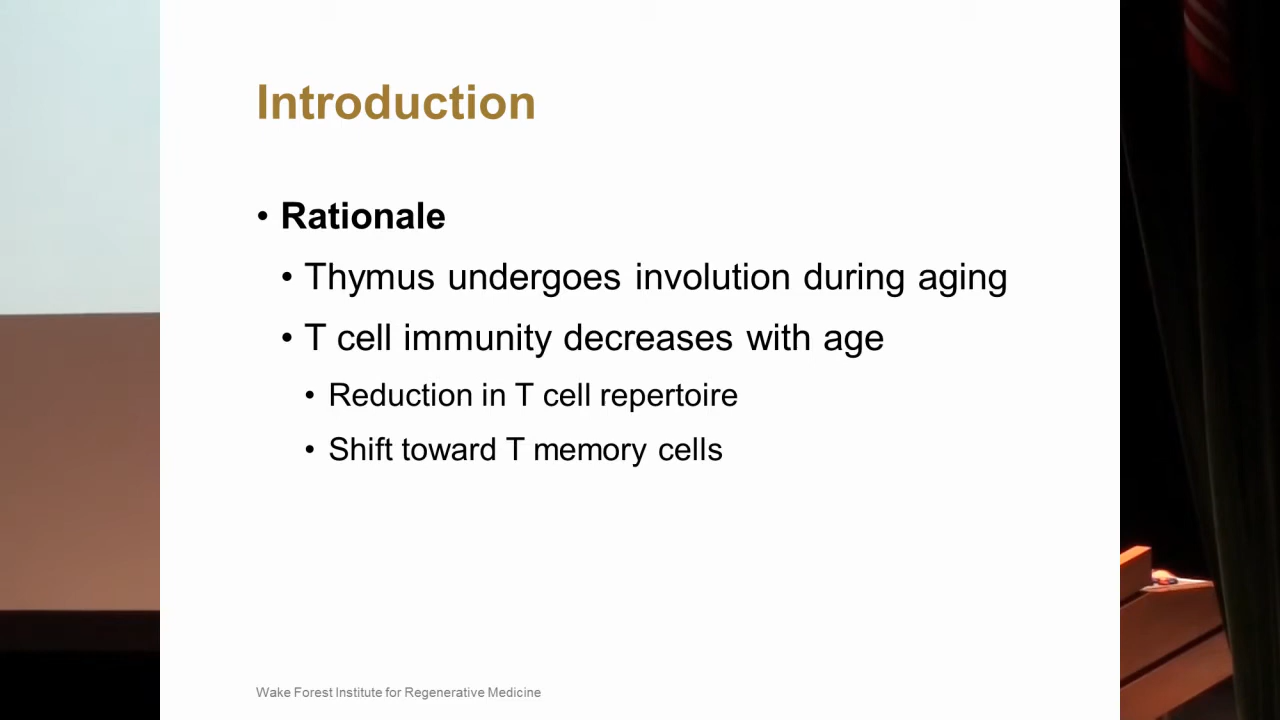 Introduction
• Rationale
• Thymus undergoes involution during aging
• T cell immunity decreases with age
• Reduction in T cell repertoire
• Shift toward T memory cells
Wake Forest Institute for Regenerative Medicine